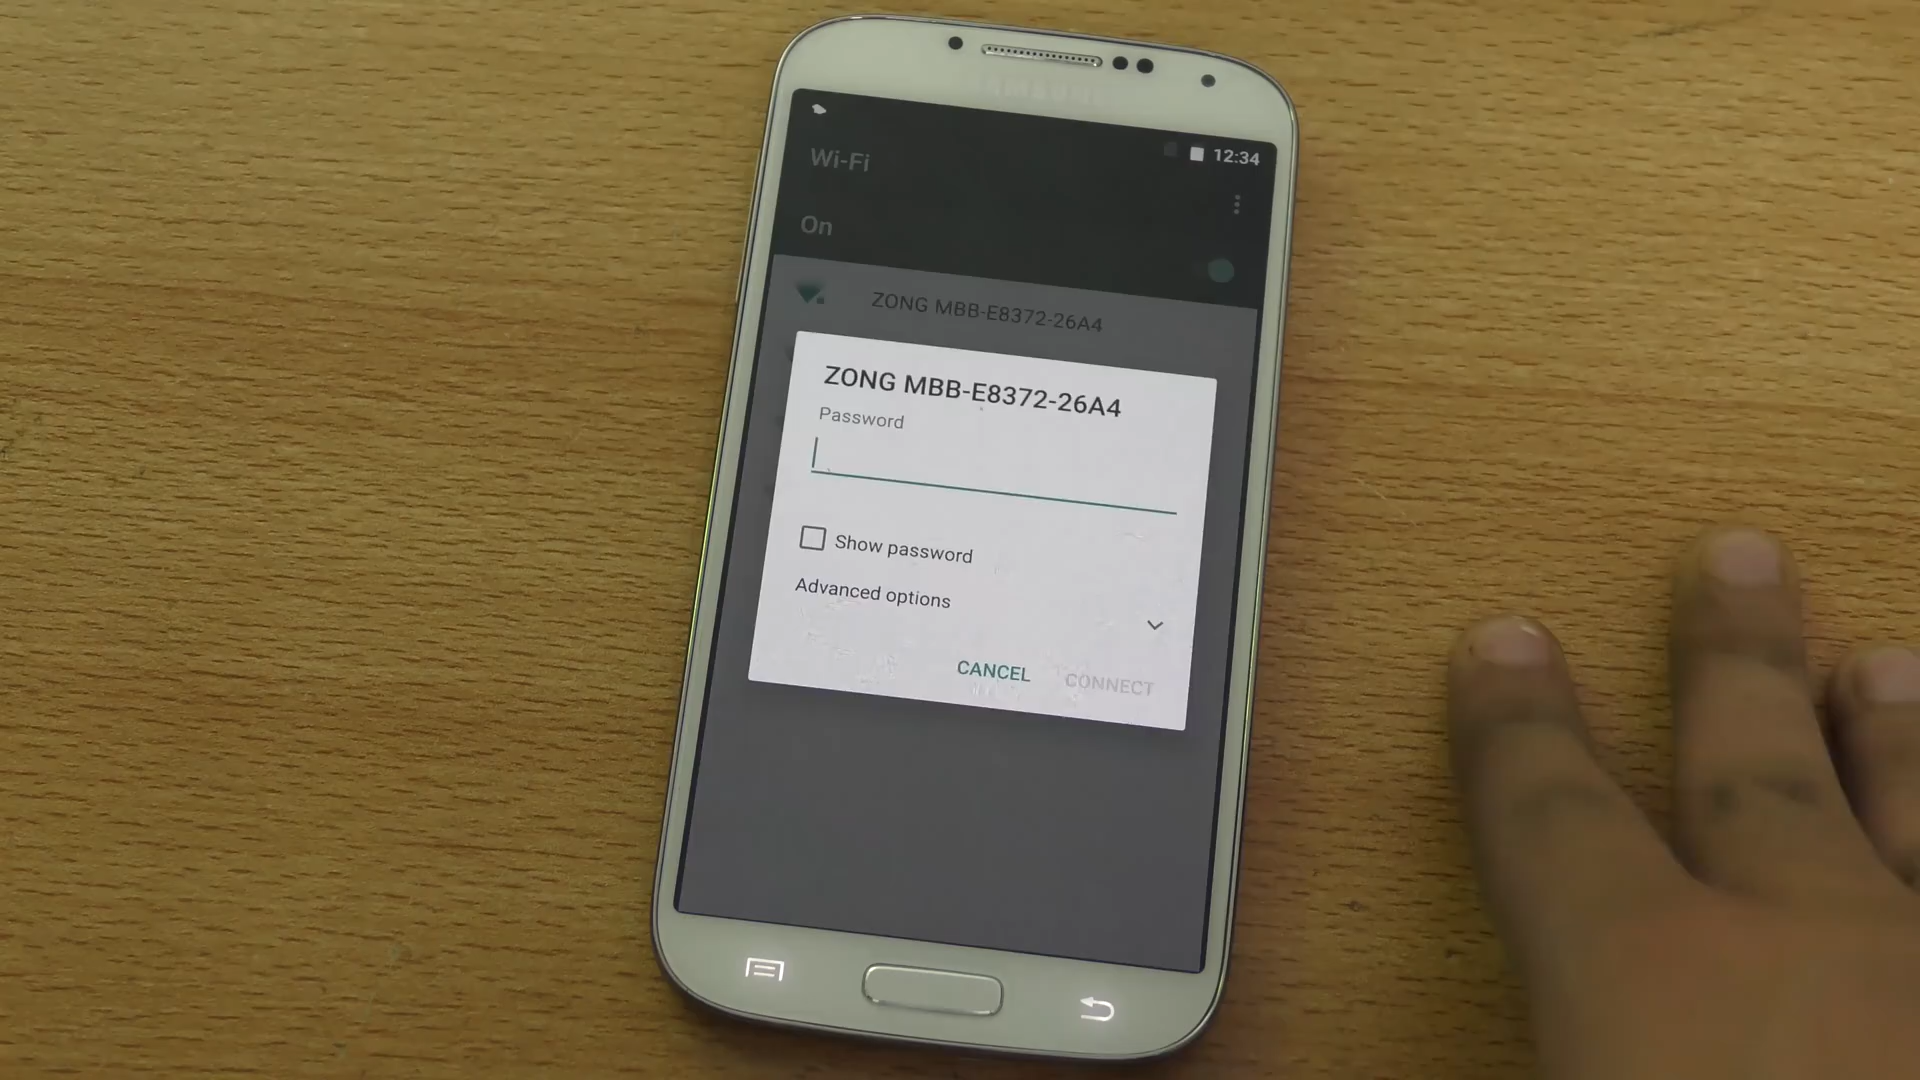 SAMSUNG
12:34
Wi-Fi
On
ZONG MBB-E8372-26A4
ZONG MBB-E8372-26A4
Password
Show password
Advanced options
CANCEL CONNECT